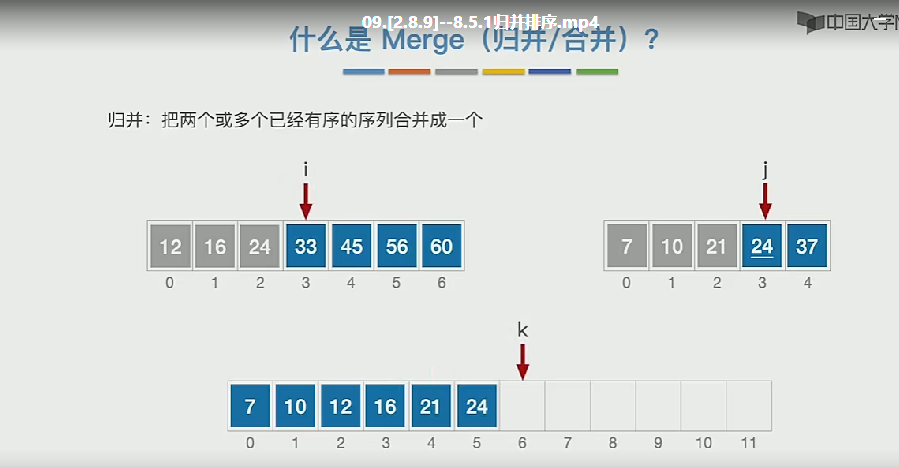 09.[2.8.9]--8.5.1归并排序.mp4
中国大学M
什么是 Merge（归并/合并）？
归并：把两个或多个已经有序的序列合并成一个
i
j
12 16 24 33 45 56 60
7 10 21 24 37
0 1 2 3 4 5 6
0 1 2 3 4
k
7 10 12 16 21 24
0 1 2 3 4 5 6 7 8 9 10 11